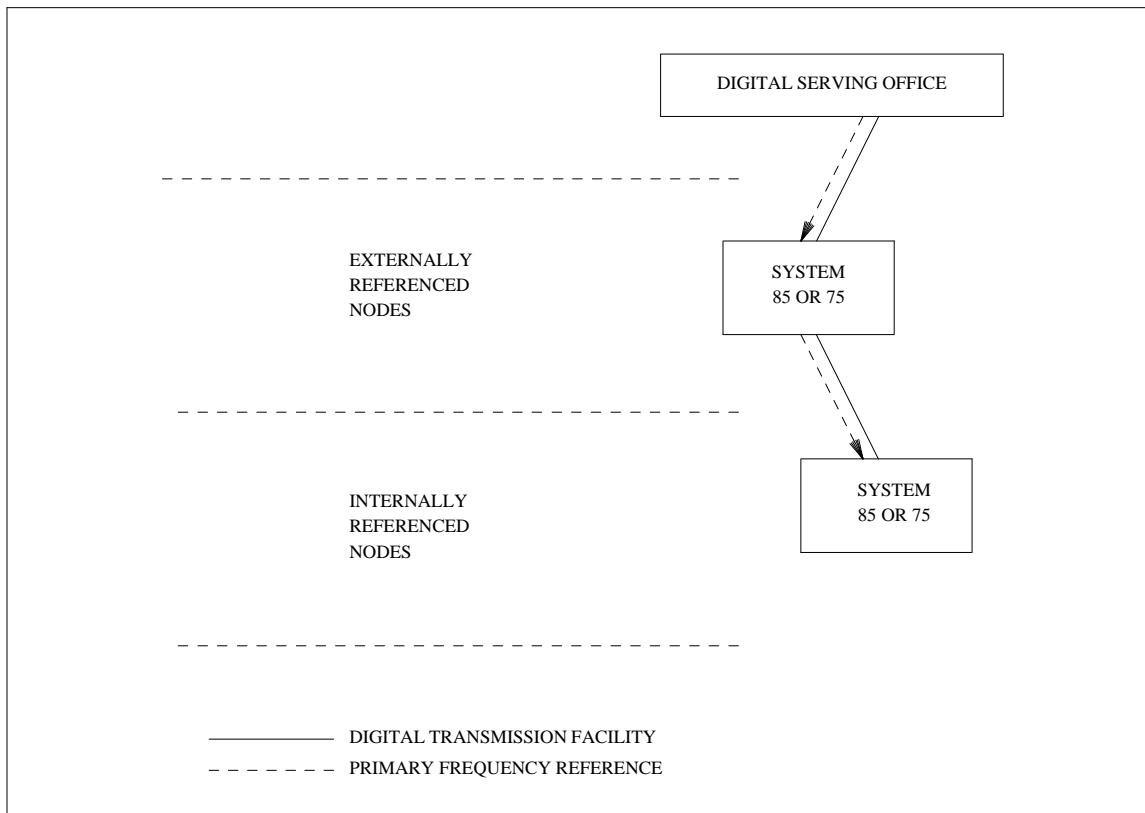 DIGITAL SERVING OFFICE
EXTERNALLY
REFERENCED
NODES
SYSTEM
85 OR 75
INTERNALLY
REFERENCED
NODES
SYSTEM
85 OR 75
DIGITAL TRANSMISSION FACILITY
PRIMARY FREQUENCY REFERENCE